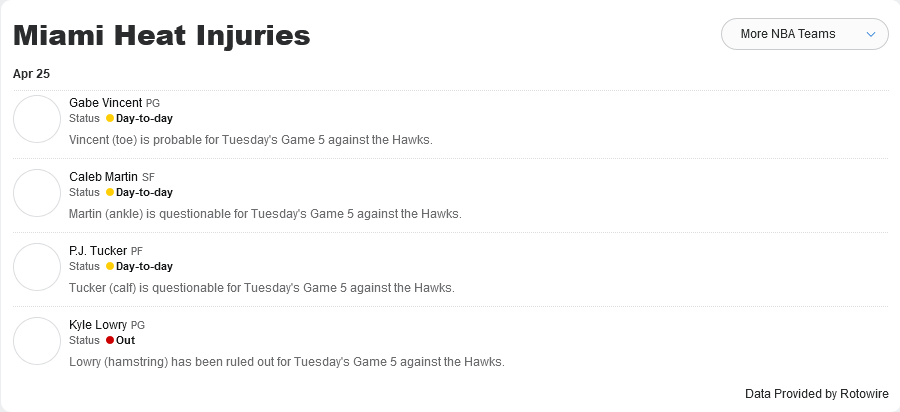 Miami Heat Injuries
More NBA Teams
Apr 25
Gabe Vincent PG
Status Day-to-day
Vincent (toe) is probable for Tuesday's Game 5 against the Hawks.
Caleb Martin SF
Status Day-to-day
Martin (ankle) is questionable for Tuesday's Game 5 against the Hawks.
P.J. Tucker PF
Status Day-to-day
Tucker (calf) is questionable for Tuesday's Game 5 against the Hawks.
Kyle Lowry PG
Status Out
Lowry (hamstring) has been ruled out for Tuesday's Game 5 against the Hawks.
Data Provided by Rotowire